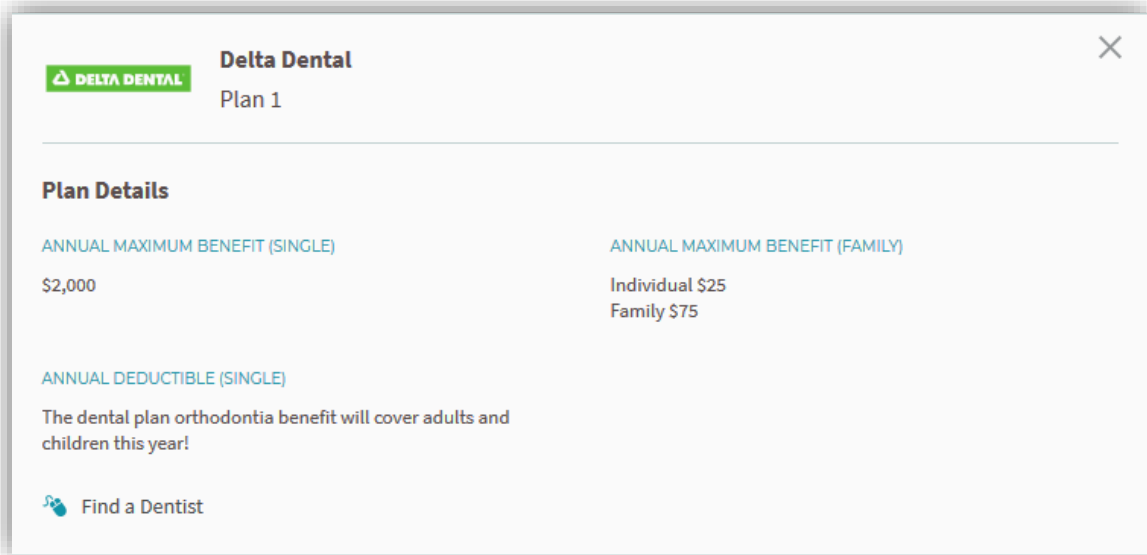 DELTA DENTAL
Delta Dental
Plan 1
Plan Details
ANNUAL MAXIMUM BENEFIT (SINGLE)
$2,000
ANNUAL MAXIMUM BENEFIT (FAMILY)
Individual $25
Family $75
ANNUAL DEDUCTIBLE (SINGLE)
The dental plan orthodontia benefit will cover adults and
children this year!
Find a Dentist